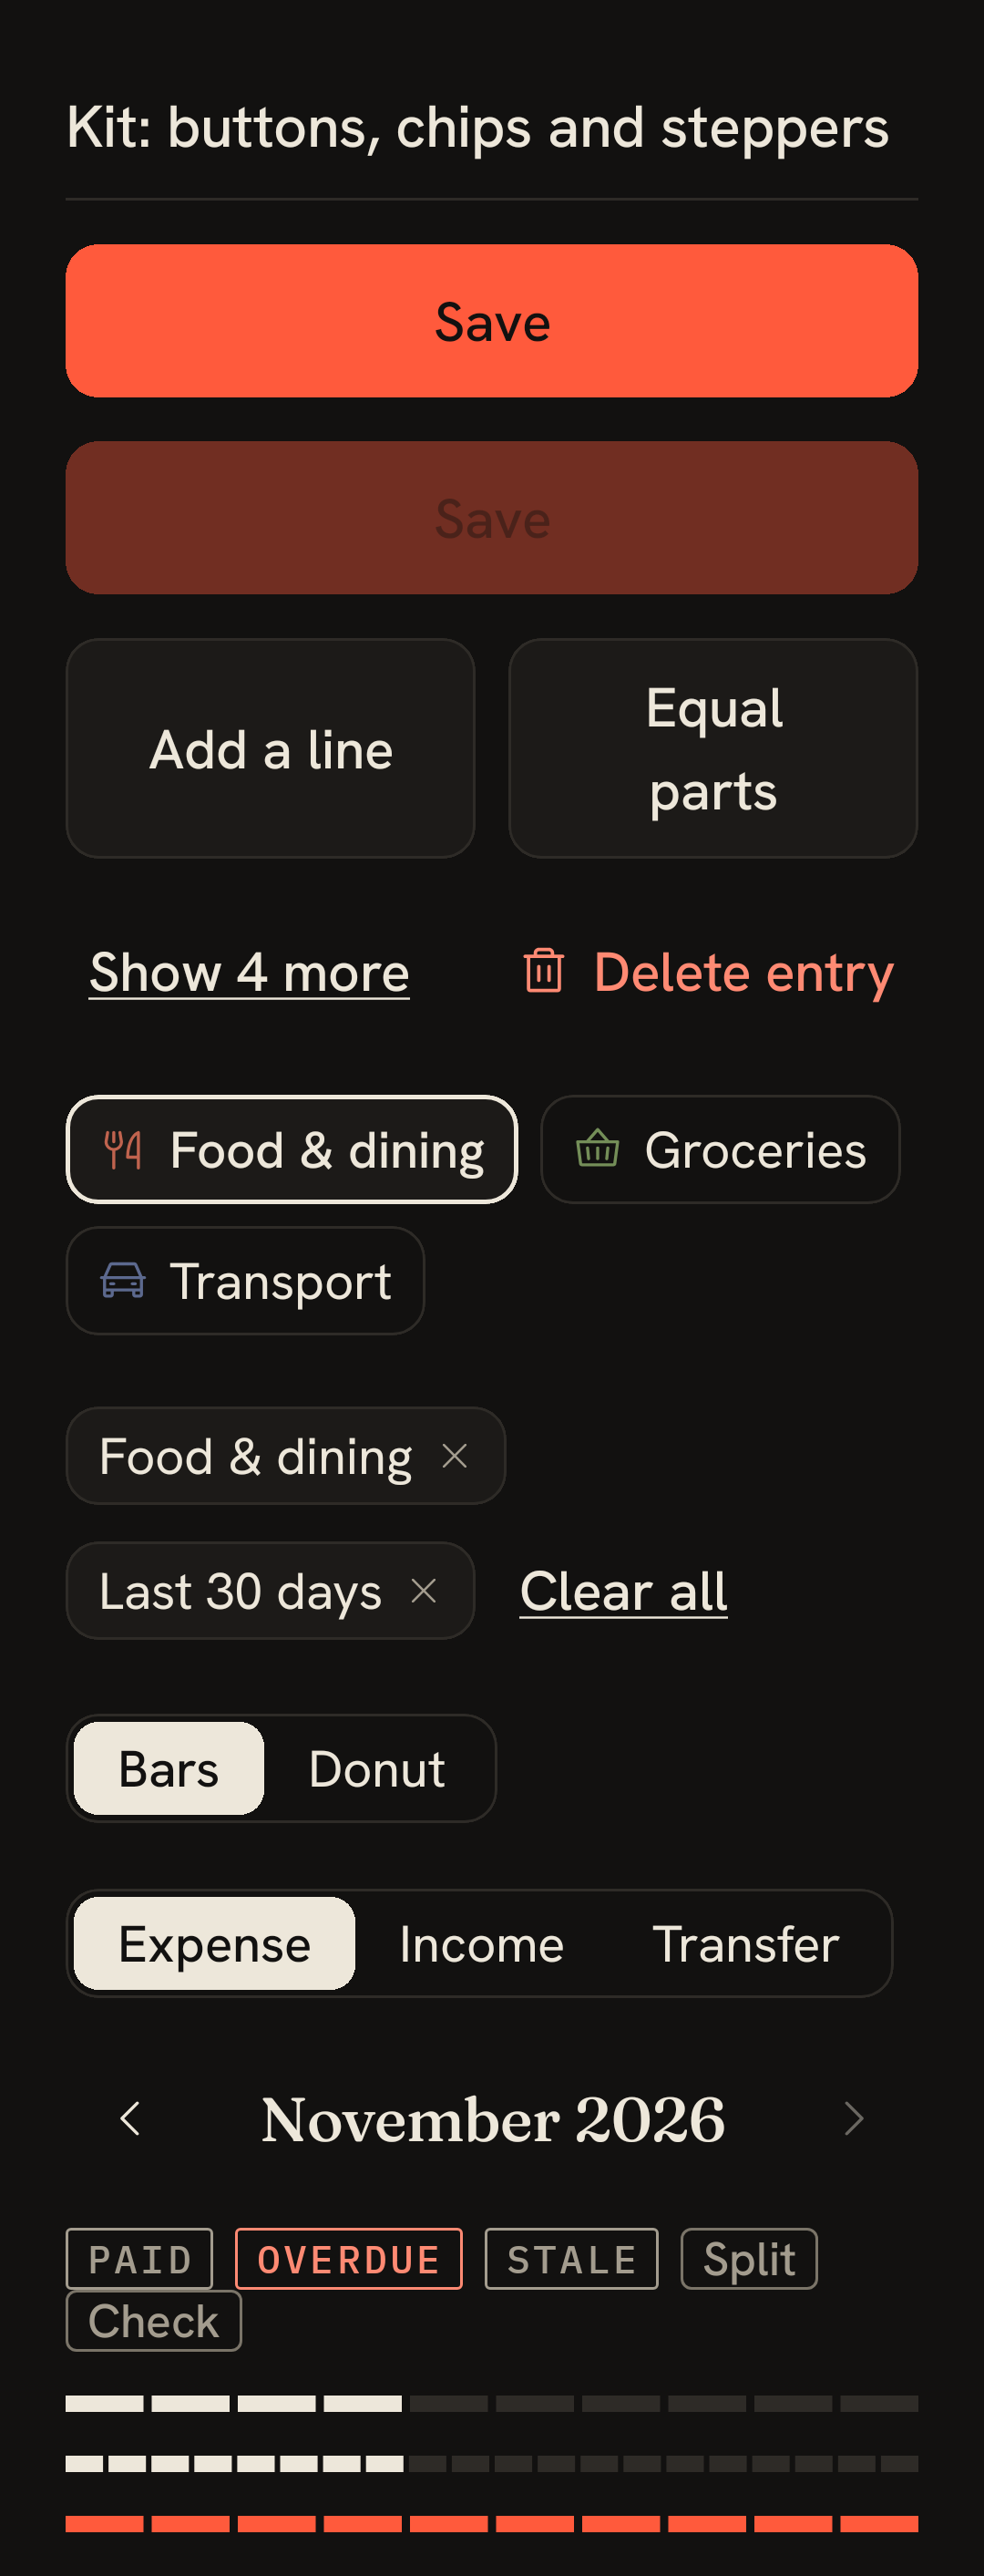 Kit: buttons, chips and steppers
Save
Save
Add a line
Equal
parts
Show 4 more
Delete entry
Food & dining
Groceries
Transport
Food & dining
Last 30 days
Clear all
Bars
Donut
Expense
Income
Transfer
November 2026
PAID
OVERDUE
STALE
Split
Check